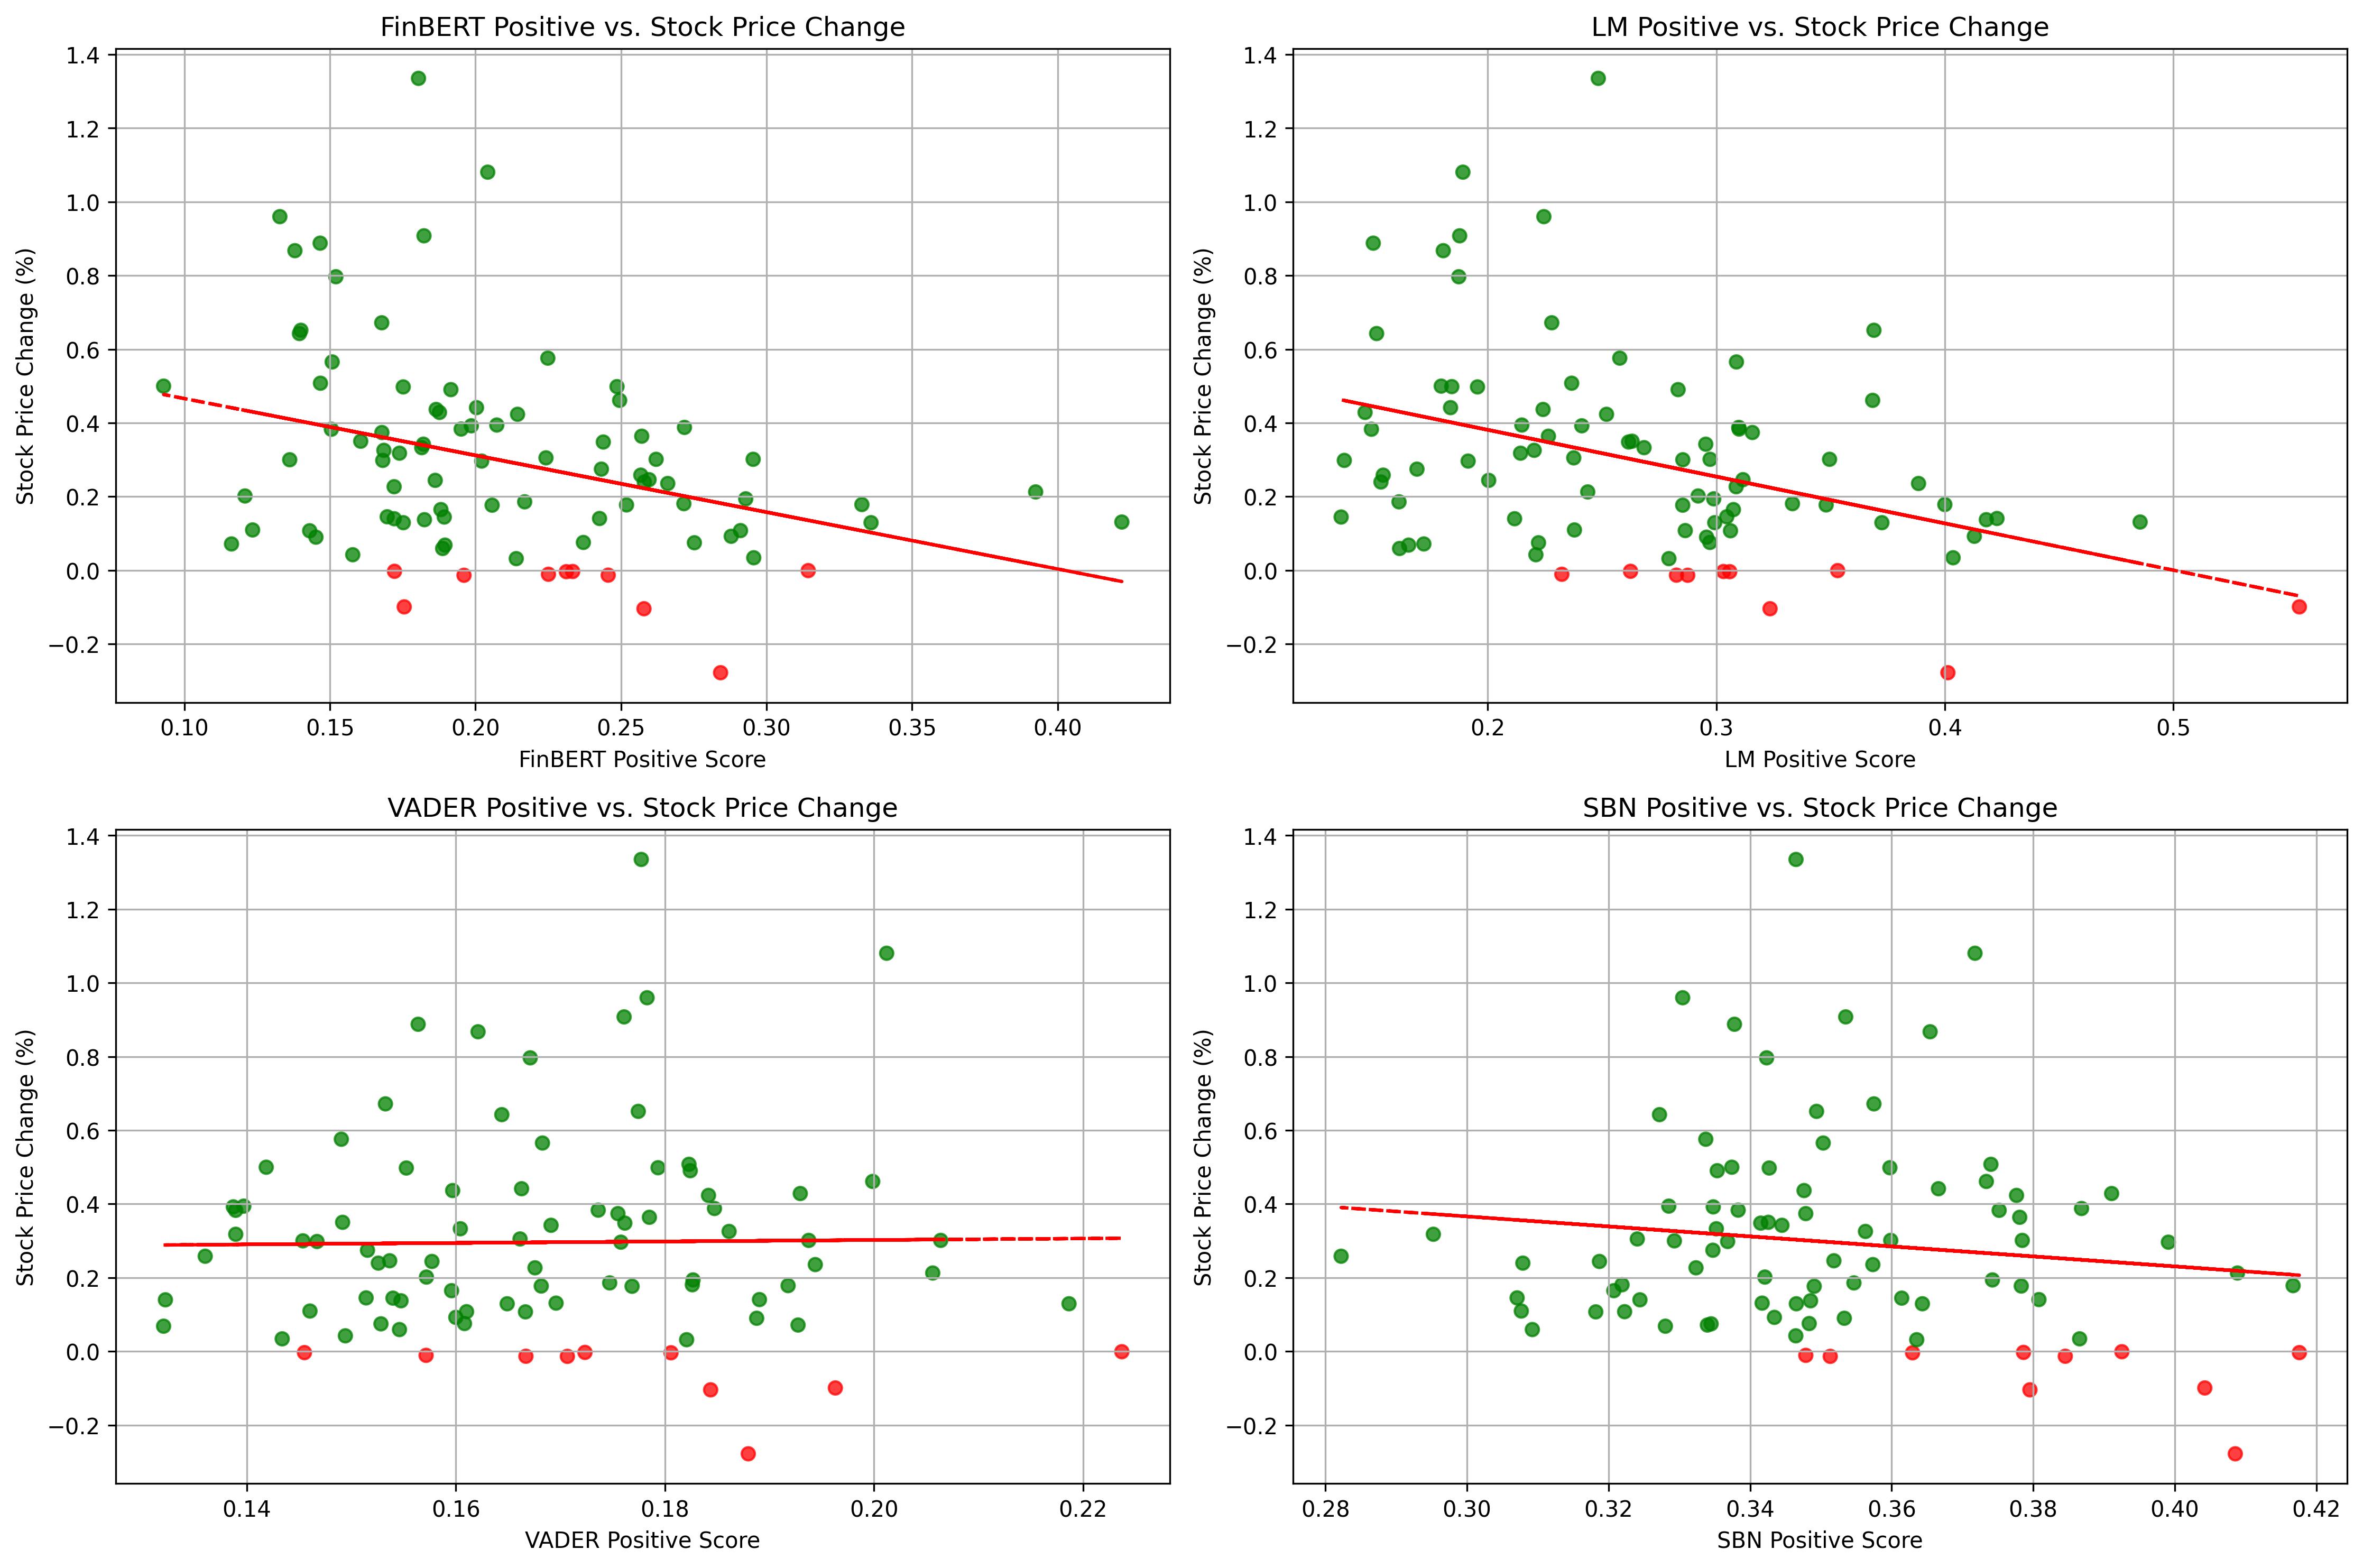 FinBERT Positive vs. Stock Price Change
1.4
1.2
1.0
0.8
0.6
0.4
0.2
0.0
−0.2
Stock Price Change (%)
0.10 0.15 0.20 0.25 0.30 0.35 0.40
FinBERT Positive Score
LM Positive vs. Stock Price Change
1.4
1.2
1.0
0.8
0.6
0.4
0.2
0.0
−0.2
Stock Price Change (%)
0.2 0.3 0.4 0.5
LM Positive Score
VADER Positive vs. Stock Price Change
1.4
1.2
1.0
0.8
0.6
0.4
0.2
0.0
−0.2
Stock Price Change (%)
0.14 0.16 0.18 0.20 0.22
VADER Positive Score
SBN Positive vs. Stock Price Change
1.4
1.2
1.0
0.8
0.6
0.4
0.2
0.0
−0.2
Stock Price Change (%)
0.28 0.30 0.32 0.34 0.36 0.38 0.40 0.42
SBN Positive Score